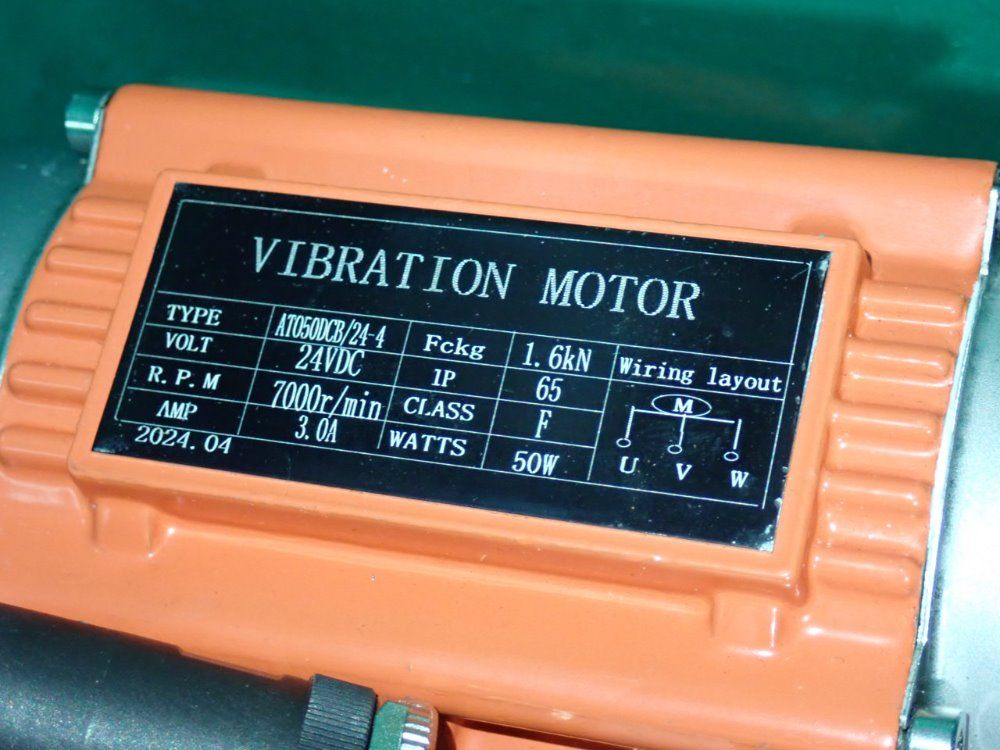 VIBRATION MOTOR
TYPE AT050DCB/24-4 Fckg 1.6kN Wiring layout
VOLT 24VDC IP 65 M
R.P.M 7000r/min CLASS F
AMP 3.0A WATTS 50W U V W
2024.04